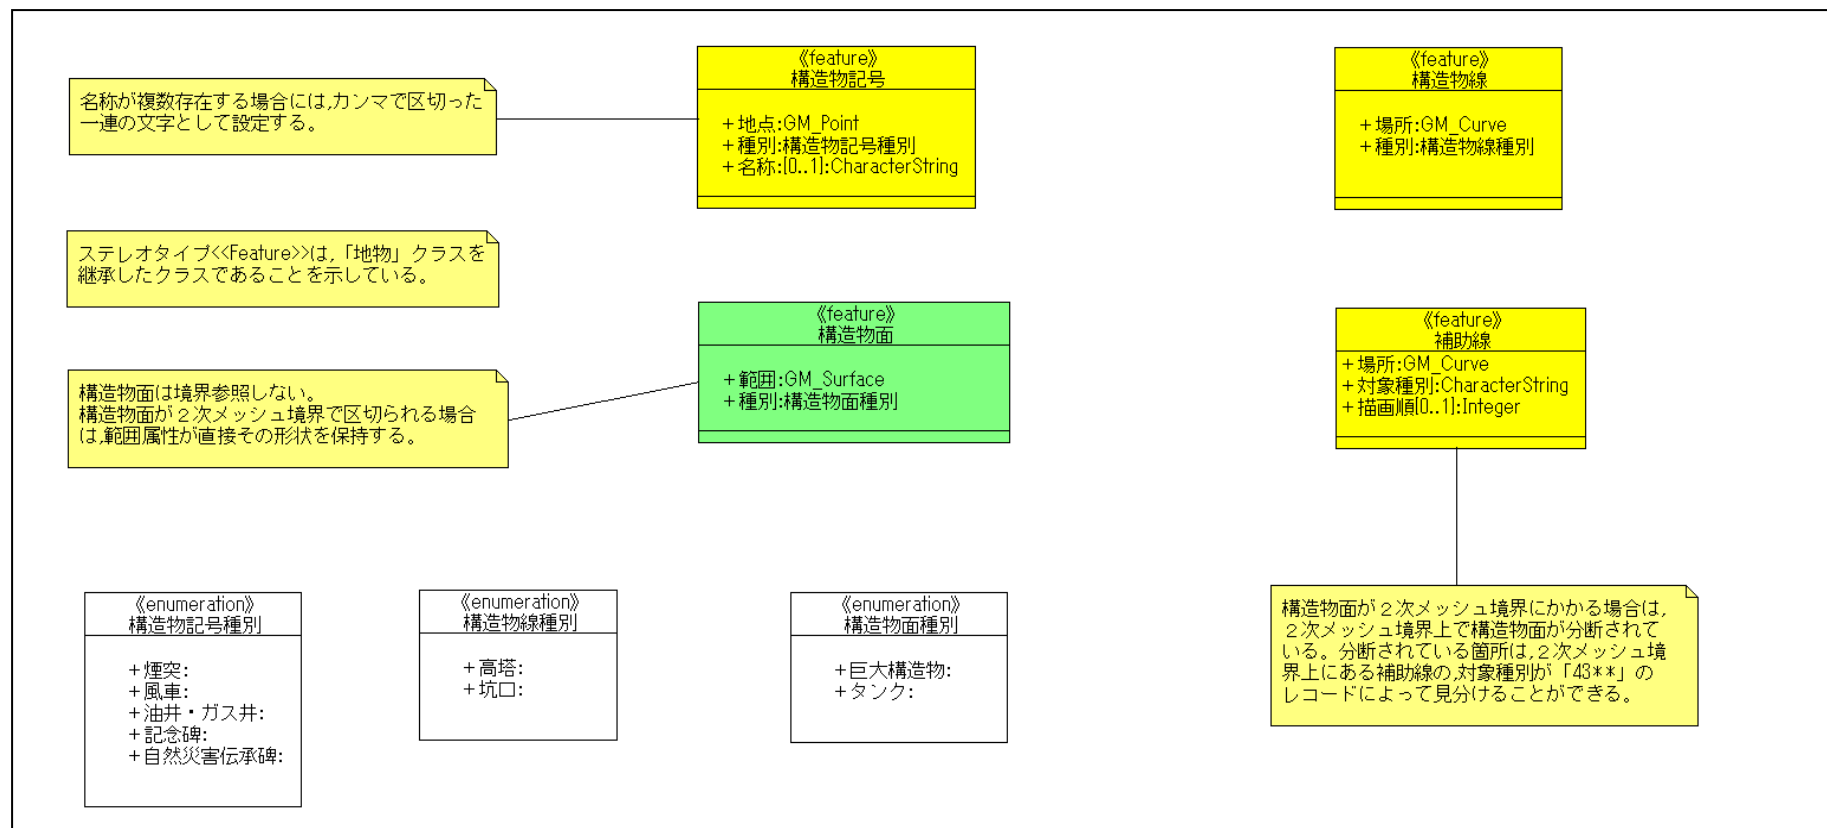 名称が複数存在する場合には,カンマで区切った
一連の文字として設定する。
《feature》
構造物記号
+地点:GM_Point
+種別:構造物記号種別
+名称:[0..1]:CharacterString
《feature》
構造物線
+場所:GM_Curve
+種別:構造物線種別
ステレオタイプ<<Feature>>は,「地物」クラスを
継承したクラスであることを示している。
《feature》
構造物面
+範囲:GM_Surface
+種別:構造物面種別
《feature》
補助線
+場所:GM_Curve
+対象種別:CharacterString
+描画順[0..1]:Integer
構造物面は境界参照しない。
構造物面が２次メッシュ境界で区切られる場合
は,範囲属性が直接その形状を保持する。
《enumeration》
構造物記号種別
+煙突:
+風車:
+油井・ガス井:
+記念碑:
+自然災害伝承碑:
《enumeration》
構造物線種別
+高塔:
+坑口:
《enumeration》
構造物面種別
+巨大構造物:
+タンク:
構造物面が２次メッシュ境界にかかる場合は,
２次メッシュ境界上で構造物面が分断されて
いる。分断されている箇所は,２次メッシュ境
界上にある補助線の,対象種別が「43**」の
レコードによって見分けることができる。